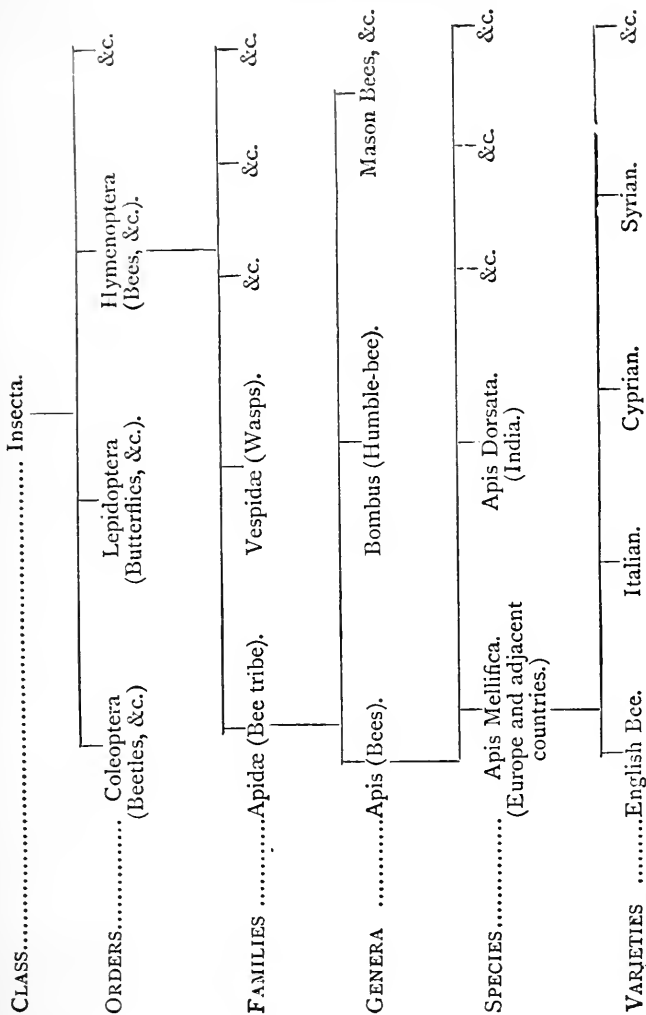 CLASS........................................ Insecta.
ORDERS............ Coleoptera (Beetles, &c.) Lepidoptera (Butterflies, &c.). Hymenoptera (Bees, &c.). &c.
FAMILIES ............Apidæ (Bee tribe). Vespidæ (Wasps). &c. &c. &c.
GENERA ............Apis (Bees). Bombus (Humble-bee). Mason Bees, &c.
SPECIES............ Apis Mellifica. (Europe and adjacent countries.) Apis Dorsata. (India.) &c. &c. &c.
VARIETIES .........English Bee. Italian. Cyprian. Syrian. &c.